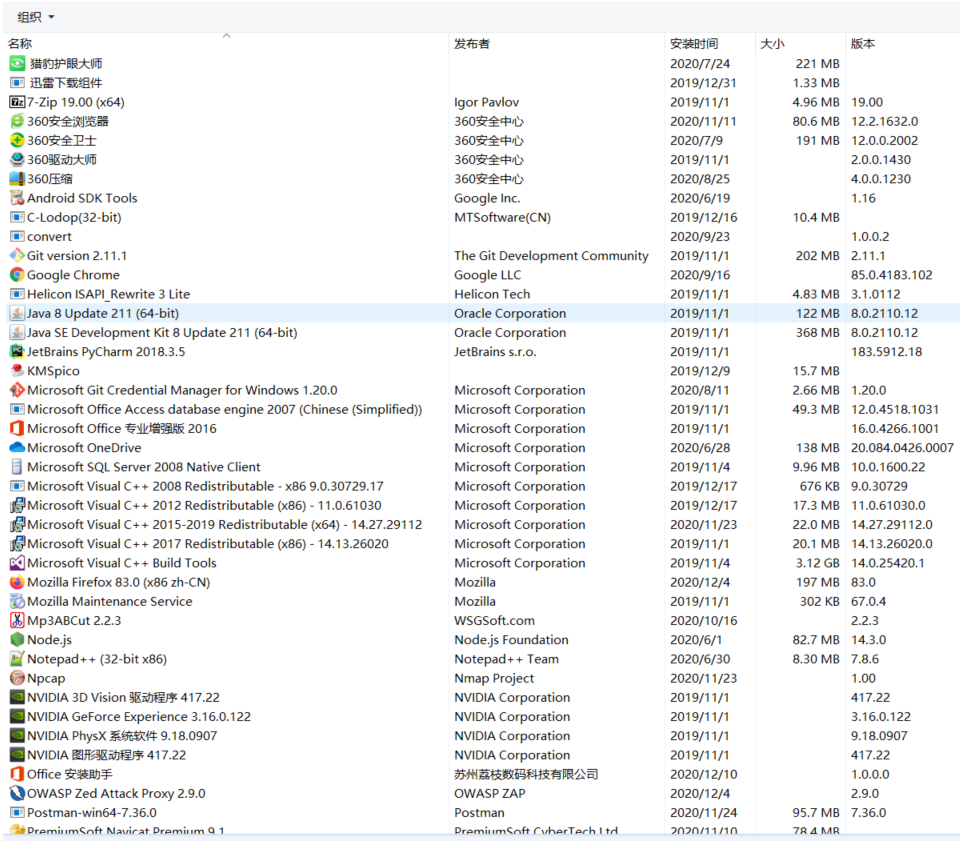 组织
名称 发布者 安装时间 大小 版本
猎豹护眼大师 2020/7/24 221 MB
迅雷下载组件 2019/12/31 1.33 MB
7-Zip 19.00 (x64) Igor Pavlov 2019/11/1 4.96 MB 19.00
360安全浏览器 360安全中心 2020/11/11 80.6 MB 12.2.1632.0
360安全卫士 360安全中心 2020/7/9 191 MB 12.0.0.2002
360驱动大师 360安全中心 2019/11/1 2.0.0.1430
360压缩 360安全中心 2020/8/25 4.0.0.1230
Android SDK Tools Google Inc. 2020/6/19 1.16
C-Lodop(32-bit) MTSoftware(CN) 2019/12/16 10.4 MB
convert 2020/9/23 1.0.0.2
Git version 2.11.1 The Git Development Community 2019/11/1 202 MB 2.11.1
Google Chrome Google LLC 2020/9/16 85.0.4183.102
Helicon ISAPI_Rewrite 3 Lite Helicon Tech 2019/11/1 4.83 MB 3.1.0112
Java 8 Update 211 (64-bit) Oracle Corporation 2019/11/1 122 MB 8.0.2110.12
Java SE Development Kit 8 Update 211 (64-bit) Oracle Corporation 2019/11/1 368 MB 8.0.2110.12
JetBrains PyCharm 2018.3.5 JetBrains s.r.o. 2019/11/1 183.5912.18
KMSpico 2019/12/9 15.7 MB
Microsoft Git Credential Manager for Windows 1.20.0 Microsoft Corporation 2020/8/11 2.66 MB 1.20.0
Microsoft Office Access database engine 2007 (Chinese (Simplified)) Microsoft Corporation 2019/11/1 49.3 MB 12.0.4518.1031
Microsoft Office 专业增强版 2016 Microsoft Corporation 2019/11/1 16.0.4266.1001
Microsoft OneDrive Microsoft Corporation 2020/6/28 138 MB 20.084.0426.0007
Microsoft SQL Server 2008 Native Client Microsoft Corporation 2019/11/4 9.96 MB 10.0.1600.22
Microsoft Visual C++ 2008 Redistributable - x86 9.0.30729.17 Microsoft Corporation 2019/12/17 676 KB 9.0.30729
Microsoft Visual C++ 2012 Redistributable (x86) - 11.0.61030 Microsoft Corporation 2019/12/17 17.3 MB 11.0.61030.0
Microsoft Visual C++ 2015-2019 Redistributable (x64) - 14.27.29112 Microsoft Corporation 2020/11/23 22.0 MB 14.27.29112.0
Microsoft Visual C++ 2017 Redistributable (x86) - 14.13.26020 Microsoft Corporation 2019/11/1 20.1 MB 14.13.26020.0
Microsoft Visual C++ Build Tools Microsoft Corporation 2019/11/4 3.12 GB 14.0.25420.1
Mozilla Firefox 83.0 (x86 zh-CN) Mozilla 2020/12/4 197 MB 83.0
Mozilla Maintenance Service Mozilla 2019/11/1 302 KB 67.0.4
Mp3ABCut 2.2.3 WSGSoft.com 2020/10/16 2.2.3
Node.js Node.js Foundation 2020/6/1 82.7 MB 14.3.0
Notepad++ (32-bit x86) Notepad++ Team 2020/6/30 8.30 MB 7.8.6
Npcap Nmap Project 2020/11/23 1.00
NVIDIA 3D Vision 驱动程序 417.22 NVIDIA Corporation 2019/11/1 417.22
NVIDIA GeForce Experience 3.16.0.122 NVIDIA Corporation 2019/11/1 3.16.0.122
NVIDIA PhysX 系统软件 9.18.0907 NVIDIA Corporation 2019/11/1 9.18.0907
NVIDIA 图形驱动程序 417.22 NVIDIA Corporation 2019/11/1 417.22
Office 安装助手 苏州荔枝数码科技有限公司 2020/12/10 1.0.0.0
OWASP Zed Attack Proxy 2.9.0 OWASP ZAP 2020/12/4 2.9.0
Postman-win64-7.36.0 Postman 2020/11/24 95.7 MB 7.36.0
PremiumSoft Navicat Premium 9.1 PremiumSoft CyberTech Ltd. 2020/11/10 78.4 MB